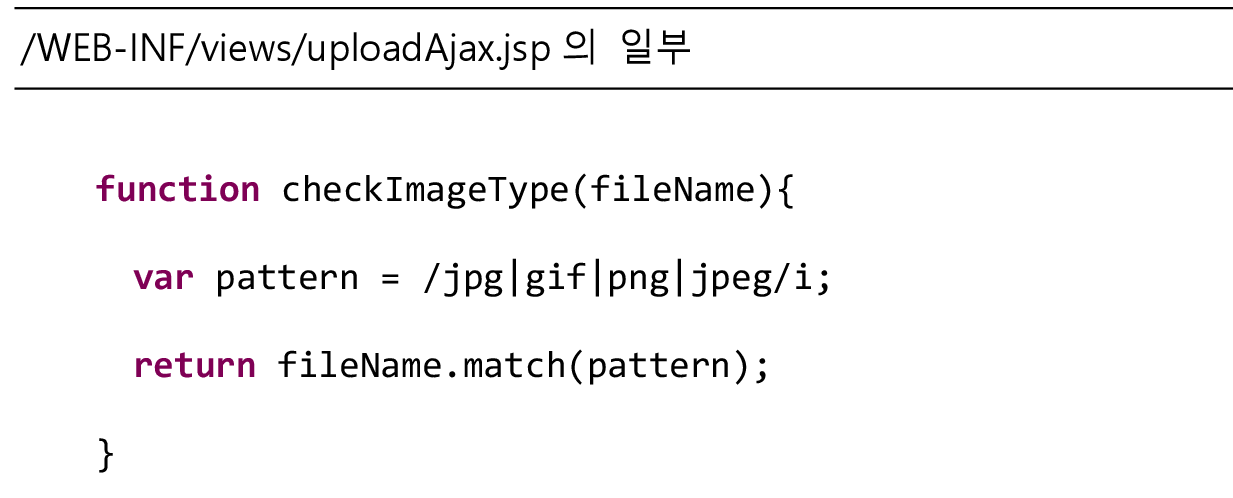 /WEB-INF/views/uploadAjax.jsp 의 일부
function checkImageType(fileName){
var pattern = /jpg|gif|png|jpeg/i;
return fileName.match(pattern);
}